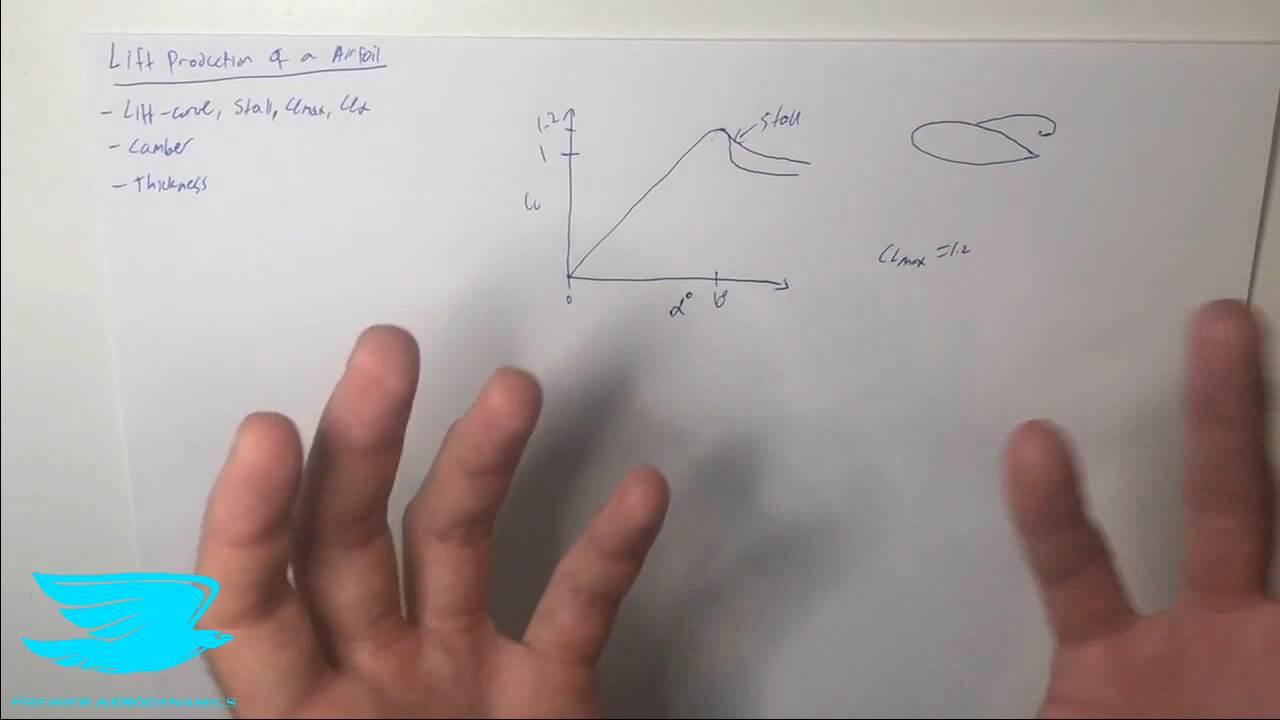 Lift Production of a Airfoil
- Lift-curve, Stall, CLmax, CLα
- Camber
- Thickness
1.2
1
Stall
CL
CLmax = 1.2
0
α°
PREMIER AERODYNAMICS